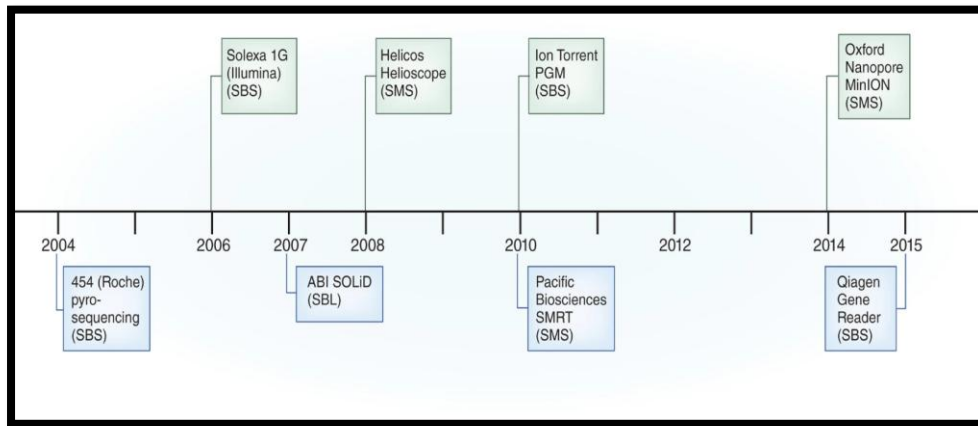 Solexa 1G
(Illumina)
(SBS)
Helicos
Helioscope
(SMS)
Ion Torrent
PGM
(SBS)
Oxford
Nanopore
MinION
(SMS)
2004
2006
2007
2008
2010
2012
2014
2015
454 (Roche)
pyro-
sequencing
(SBS)
ABI SOLiD
(SBL)
Pacific
Biosciences
SMRT
(SMS)
Qiagen
Gene
Reader
(SBS)